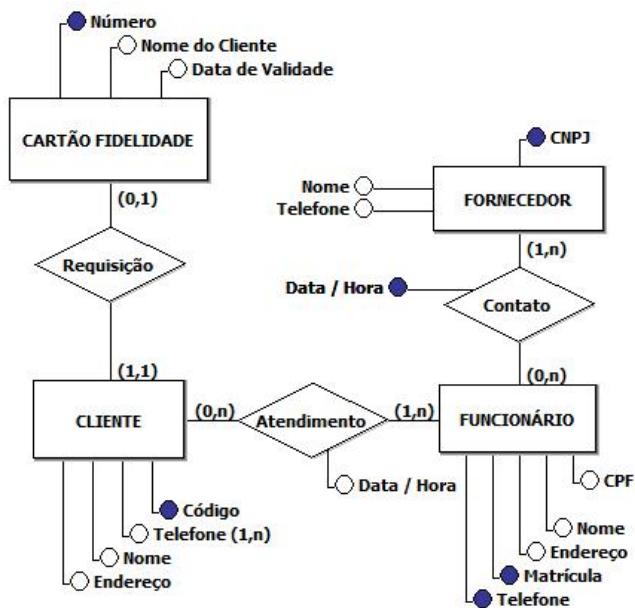 Número
Nome do Cliente
Data de Validade
CARTÃO FIDELIDADE
(0,1)
Requisição
(1,1)
CLIENTE
Código
Telefone (1,n)
Nome
Endereço
(0,n)
Atendimento
(1,n)
Data / Hora
CNPJ
Nome
Telefone
FORNECEDOR
(1,n)
Data / Hora
Contato
(0,n)
FUNCIONÁRIO
CPF
Nome
Endereço
Matrícula
Telefone